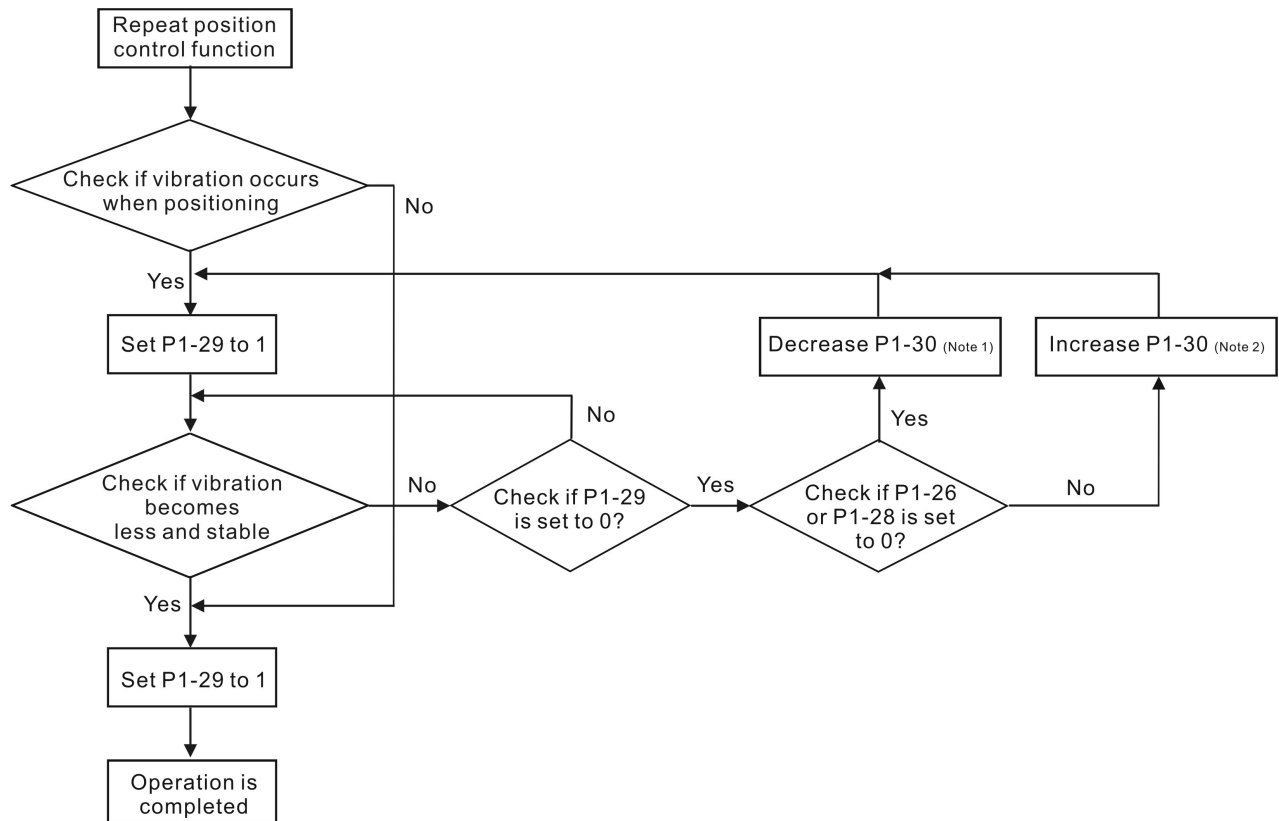 Repeat position
control function
Check if vibration occurs
when positioning
No
Yes
Set P1-29 to 1
Decrease P1-30 (Note 1)
Increase P1-30 (Note 2)
No
Yes
Check if vibration
becomes
less and stable
No
Check if P1-29
is set to 0?
Yes
Check if P1-26
or P1-28 is set
to 0?
No
Yes
Set P1-29 to 1
Operation is
completed